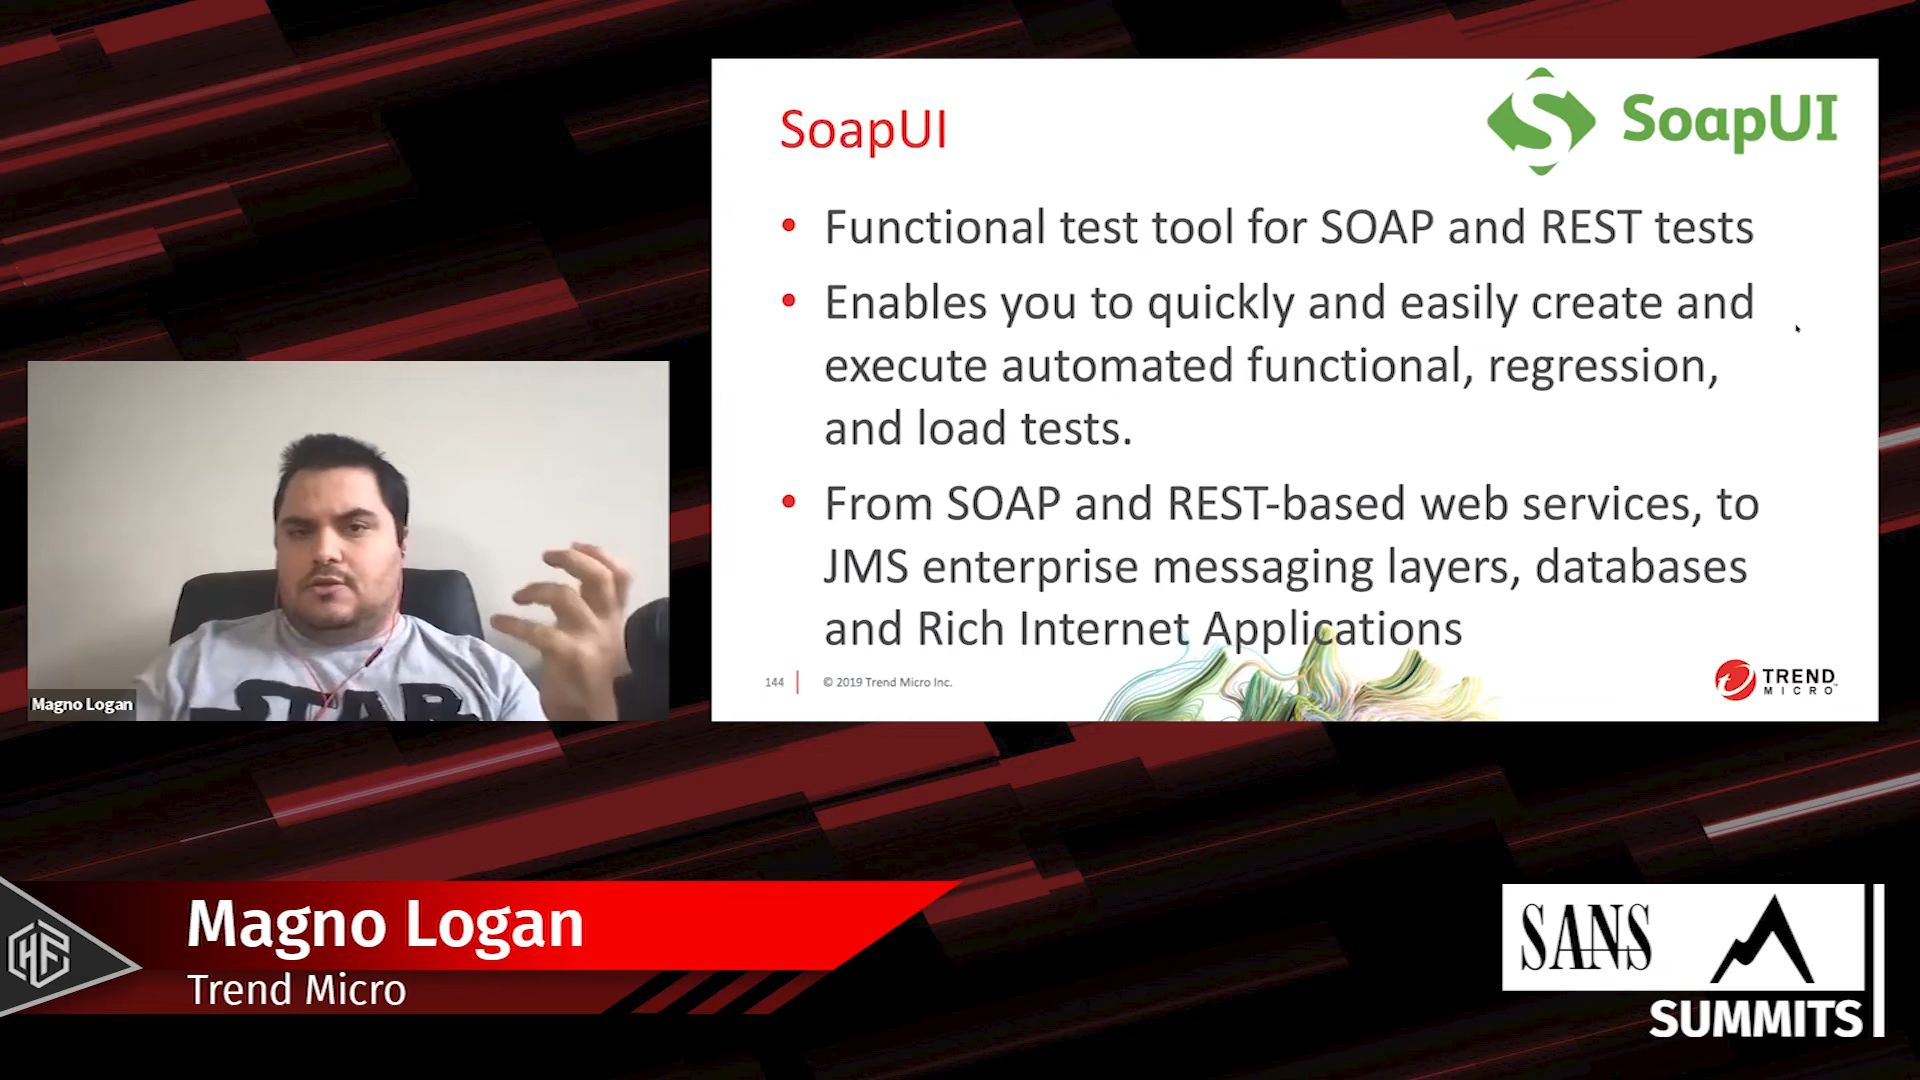 SoapUI
SoapUI
• Functional test tool for SOAP and REST tests
• Enables you to quickly and easily create and
execute automated functional, regression,
and load tests.
• From SOAP and REST-based web services, to
JMS enterprise messaging layers, databases
and Rich Internet Applications
144
© 2019 Trend Micro Inc.
TREND
MICRO™
STAR
Magno Logan
Magno Logan
Trend Micro
SANS
SUMMITS